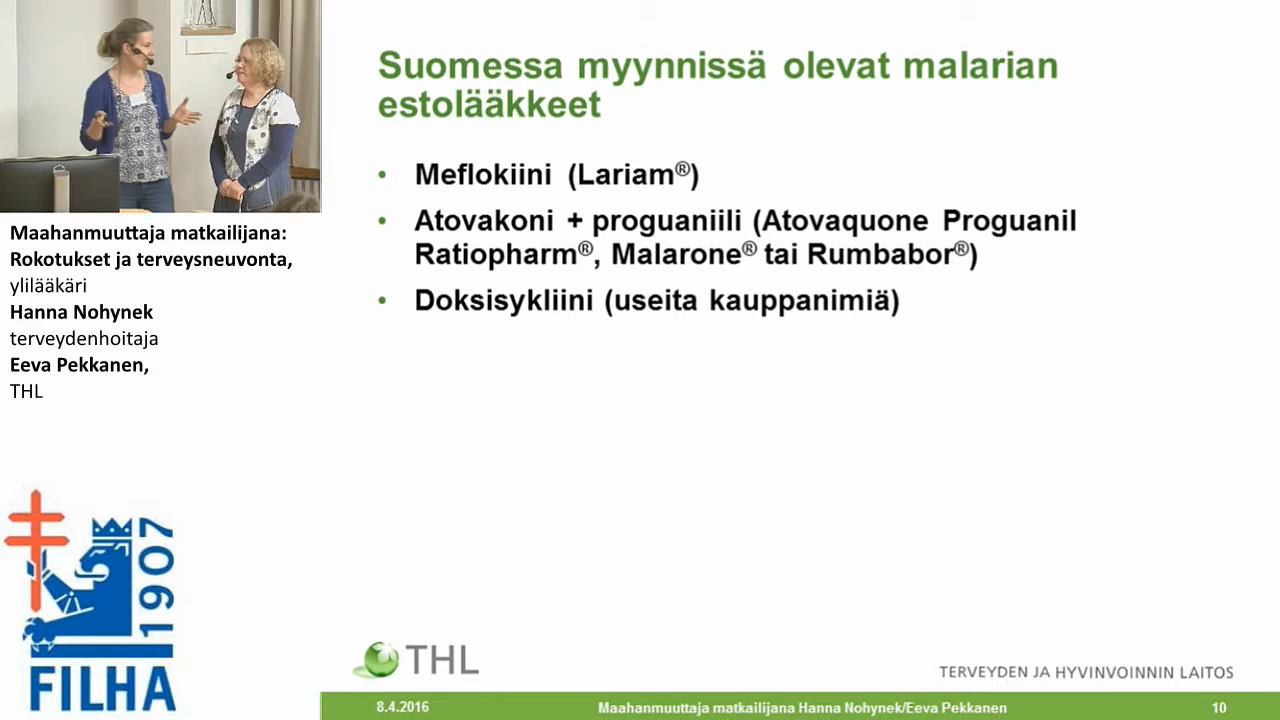 Suomessa myynnissä olevat malarian
estolääkkeet
• Meflokiini (Lariam®)
• Atovakoni + proguaniili (Atovaquone Proguanil
Ratiopharm®, Malarone® tai Rumbabor®)
• Doksisykliini (useita kauppanimiä)
Maahanmuuttaja matkailijana:
Rokotukset ja terveysneuvonta,
ylilääkäri
Hanna Nohynek
terveydenhoitaja
Eeva Pekkanen,
THL
1907
FILHA
THL
TERVEYDEN JA HYVINVOINNIN LAITOS
8.4.2016
Maahanmuuttaja matkailijana Hanna Nohynek/Eeva Pekkanen
10